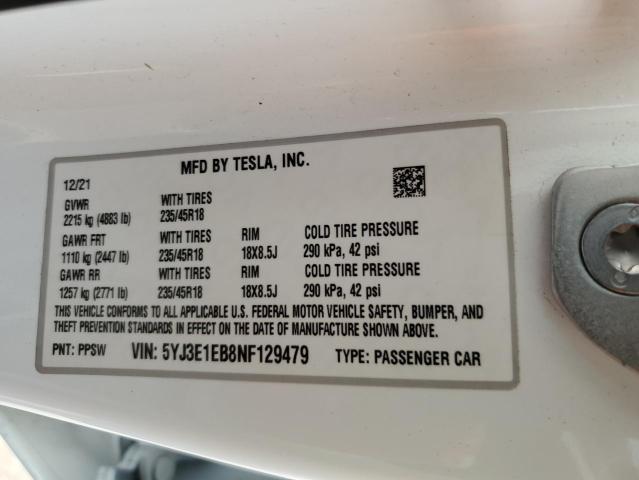 MFD BY TESLA, INC.
12/21
GVWR WITH TIRES
2215 kg (4883 lb) 235/45R18
GAWR FRT WITH TIRES RIM COLD TIRE PRESSURE
1110 kg (2447 lb) 235/45R18 18X8.5J 290 kPa, 42 psi
GAWR RR WITH TIRES RIM COLD TIRE PRESSURE
1257 kg (2771 lb) 235/45R18 18X8.5J 290 kPa, 42 psi
THIS VEHICLE CONFORMS TO ALL APPLICABLE U.S. FEDERAL MOTOR VEHICLE SAFETY, BUMPER, AND
THEFT PREVENTION STANDARDS IN EFFECT ON THE DATE OF MANUFACTURE SHOWN ABOVE.
PNT: PPSW VIN: 5YJ3E1EB8NF129479 TYPE: PASSENGER CAR